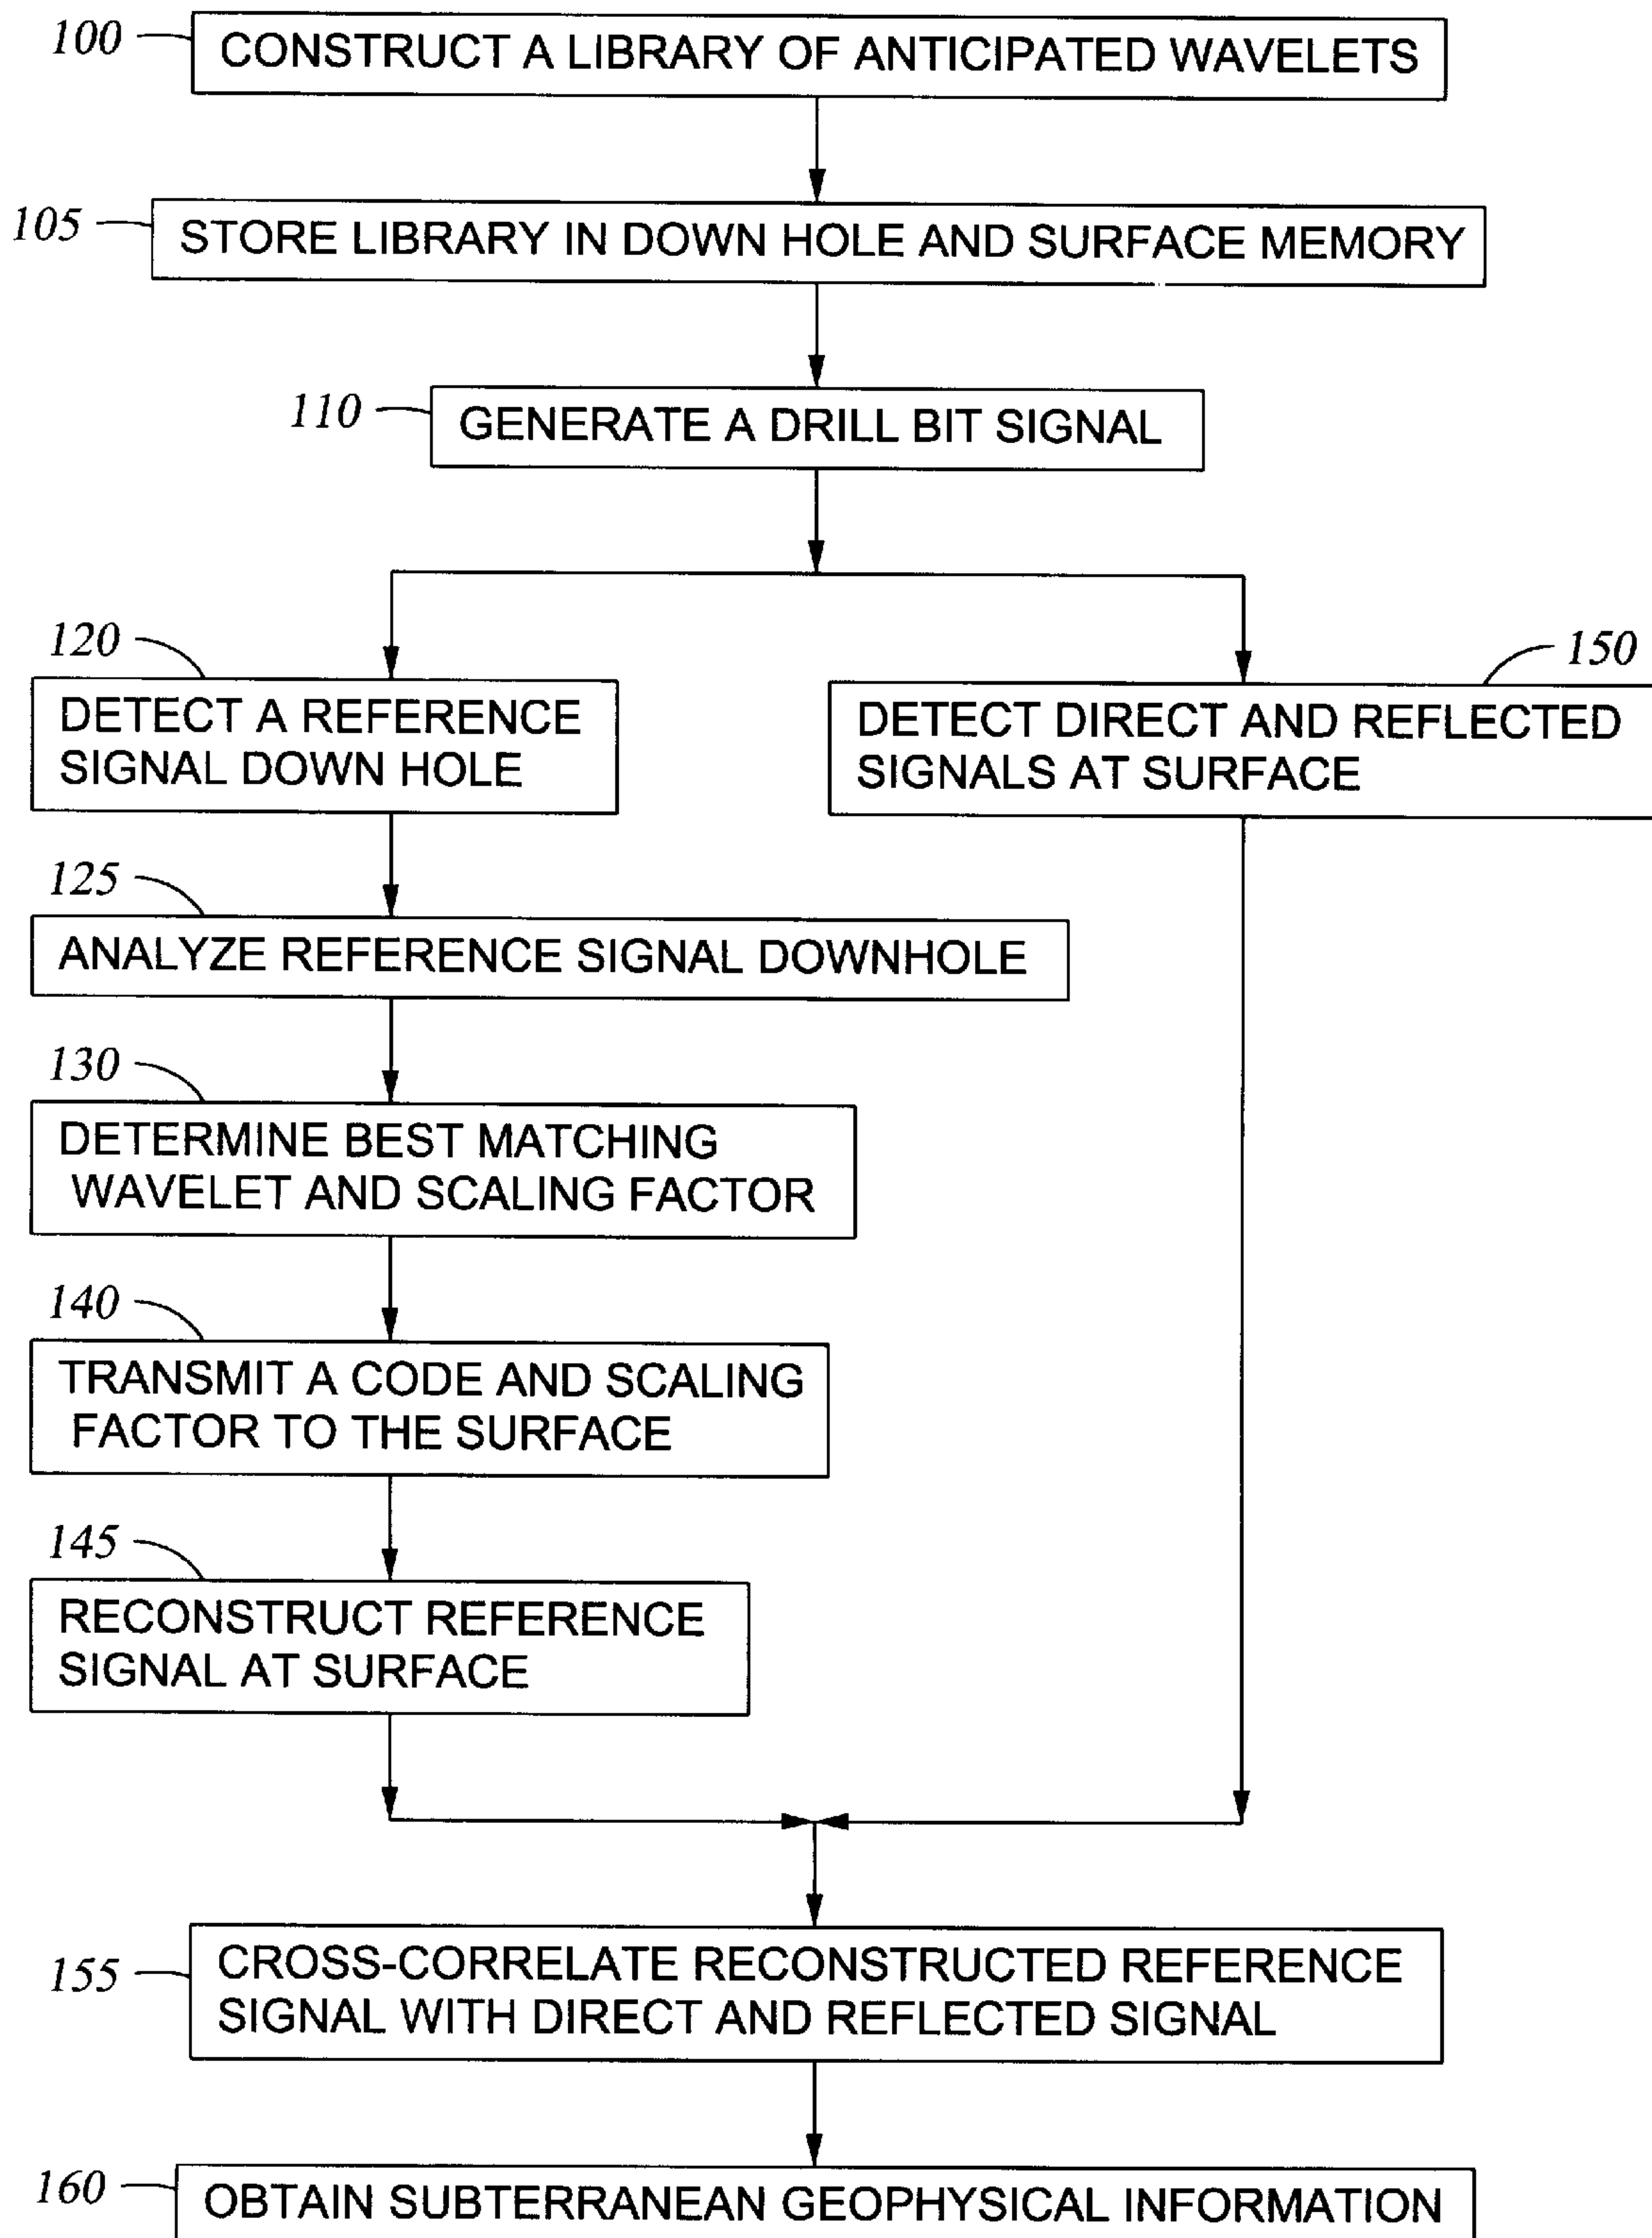 100
CONSTRUCT A LIBRARY OF ANTICIPATED WAVELETS
105
STORE LIBRARY IN DOWN HOLE AND SURFACE MEMORY
110
GENERATE A DRILL BIT SIGNAL
120
DETECT A REFERENCE
SIGNAL DOWN HOLE
150
DETECT DIRECT AND REFLECTED
SIGNALS AT SURFACE
125
ANALYZE REFERENCE SIGNAL DOWNHOLE
130
DETERMINE BEST MATCHING
WAVELET AND SCALING FACTOR
140
TRANSMIT A CODE AND SCALING
FACTOR TO THE SURFACE
145
RECONSTRUCT REFERENCE
SIGNAL AT SURFACE
155
CROSS-CORRELATE RECONSTRUCTED REFERENCE
SIGNAL WITH DIRECT AND REFLECTED SIGNAL
160
OBTAIN SUBTERRANEAN GEOPHYSICAL INFORMATION